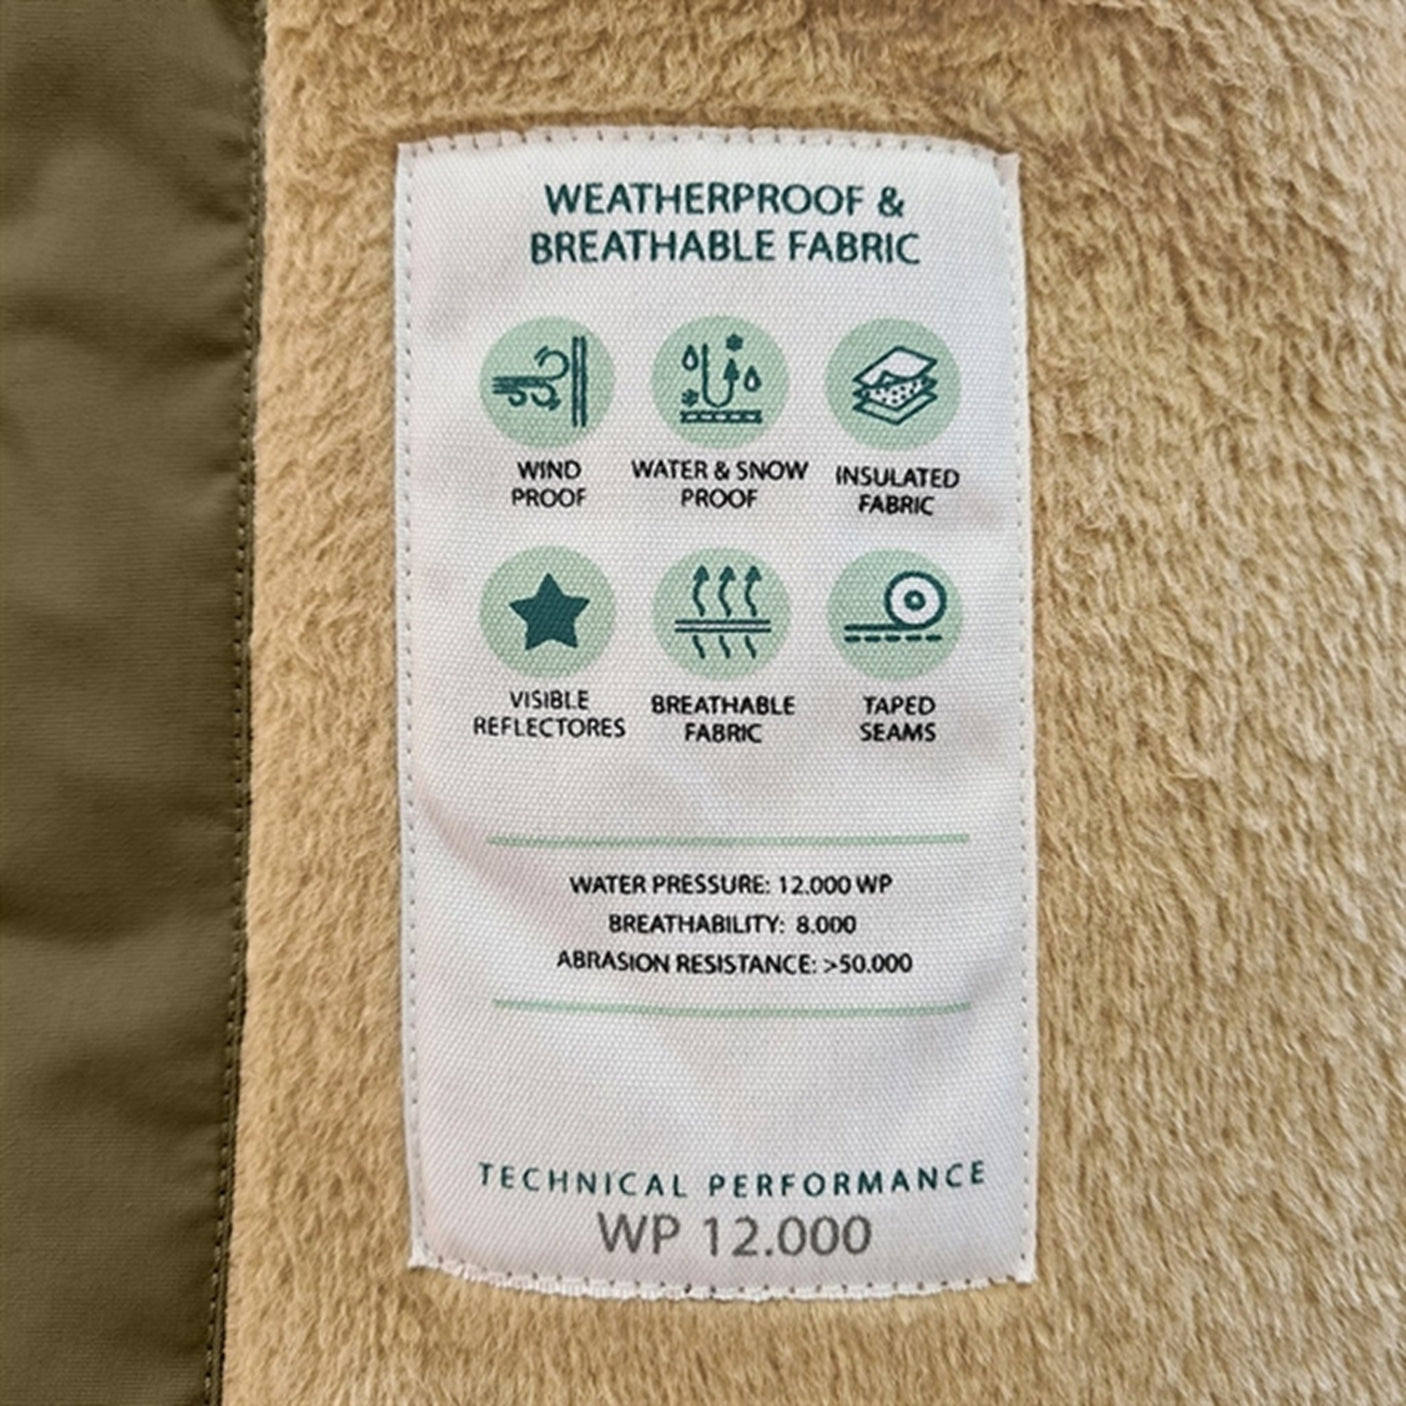 WEATHERPROOF &
BREATHABLE FABRIC
WIND
PROOF
WATER & SNOW
PROOF
INSULATED
FABRIC
VISIBLE
REFLECTORES
BREATHABLE
FABRIC
TAPED
SEAMS
WATER PRESSURE: 12.000 WP
BREATHABILITY: 8.000
ABRASION RESISTANCE: >50.000
TECHNICAL PERFORMANCE
WP 12.000